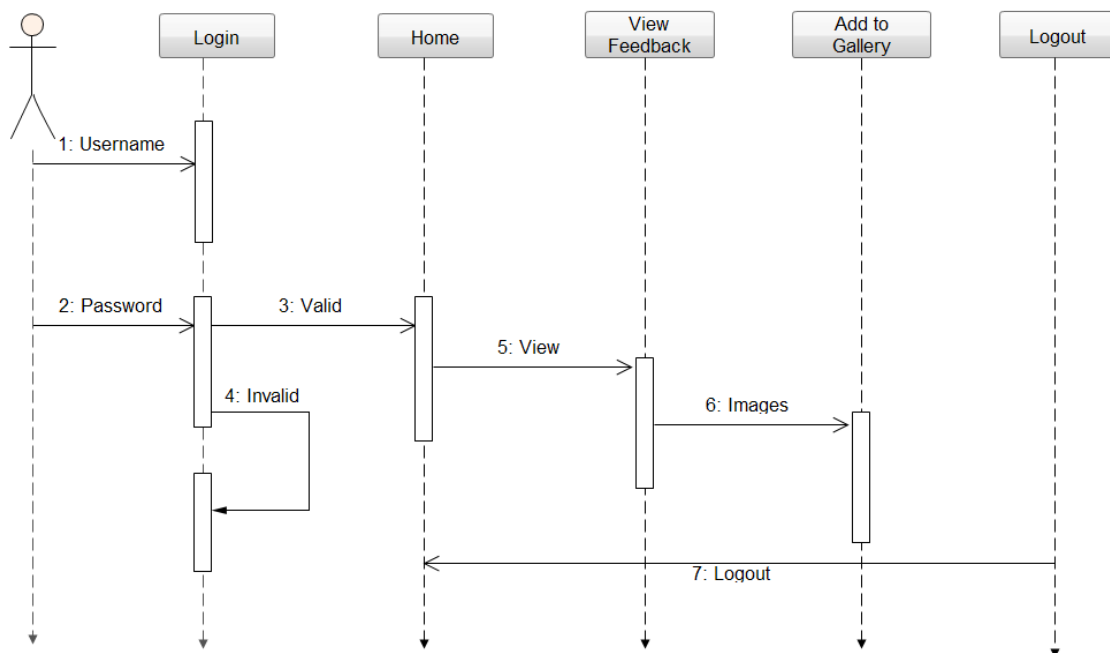 Login
Home
View
Feedback
Add to
Gallery
Logout
1: Username
2: Password
3: Valid
4: Invalid
5: View
6: Images
7: Logout